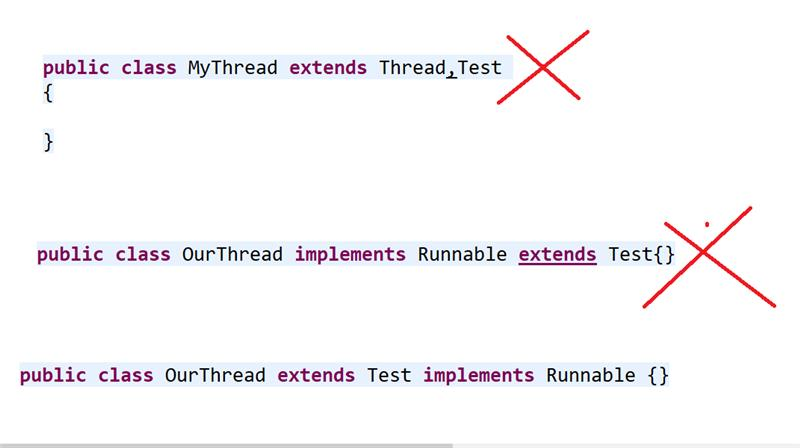 public class MyThread extends Thread,Test
{
}
public class OurThread implements Runnable extends Test{}
public class OurThread extends Test implements Runnable {}